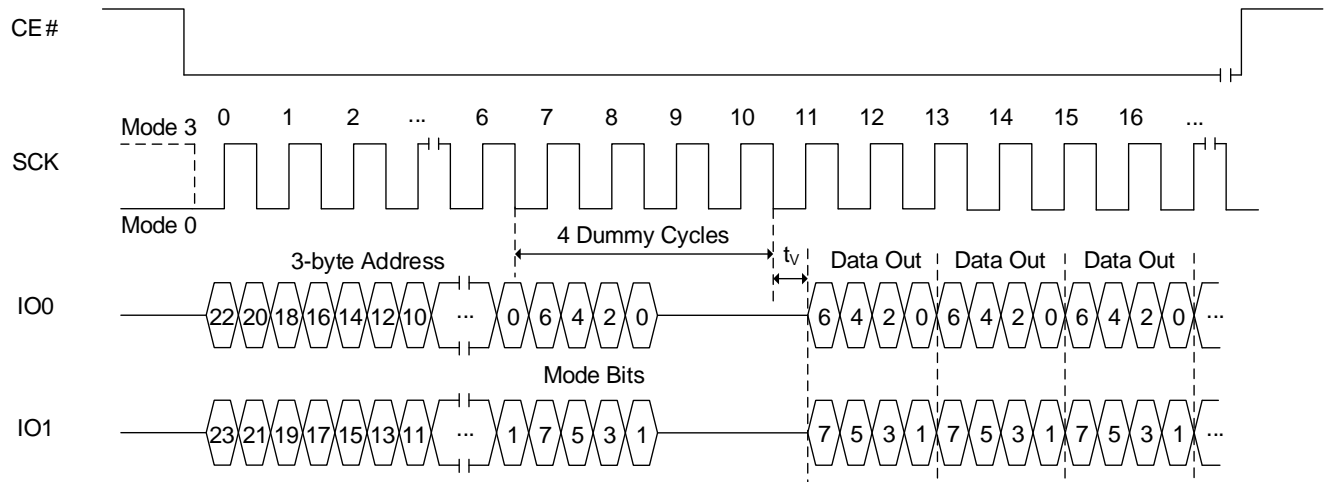 CE#
0 1 2 ... 6 7 8 9 10 11 12 13 14 15 16 ...
Mode 3
SCK
Mode 0
4 Dummy Cycles
3-byte Address
tV
Data Out Data Out Data Out
IO0
22 20 18 16 14 12 10 ... 0 6 4 2 0 6 4 2 0 6 4 2 0 6 4 2 0 ...
Mode Bits
IO1
23 21 19 17 15 13 11 ... 1 7 5 3 1 7 5 3 1 7 5 3 1 7 5 3 1 ...